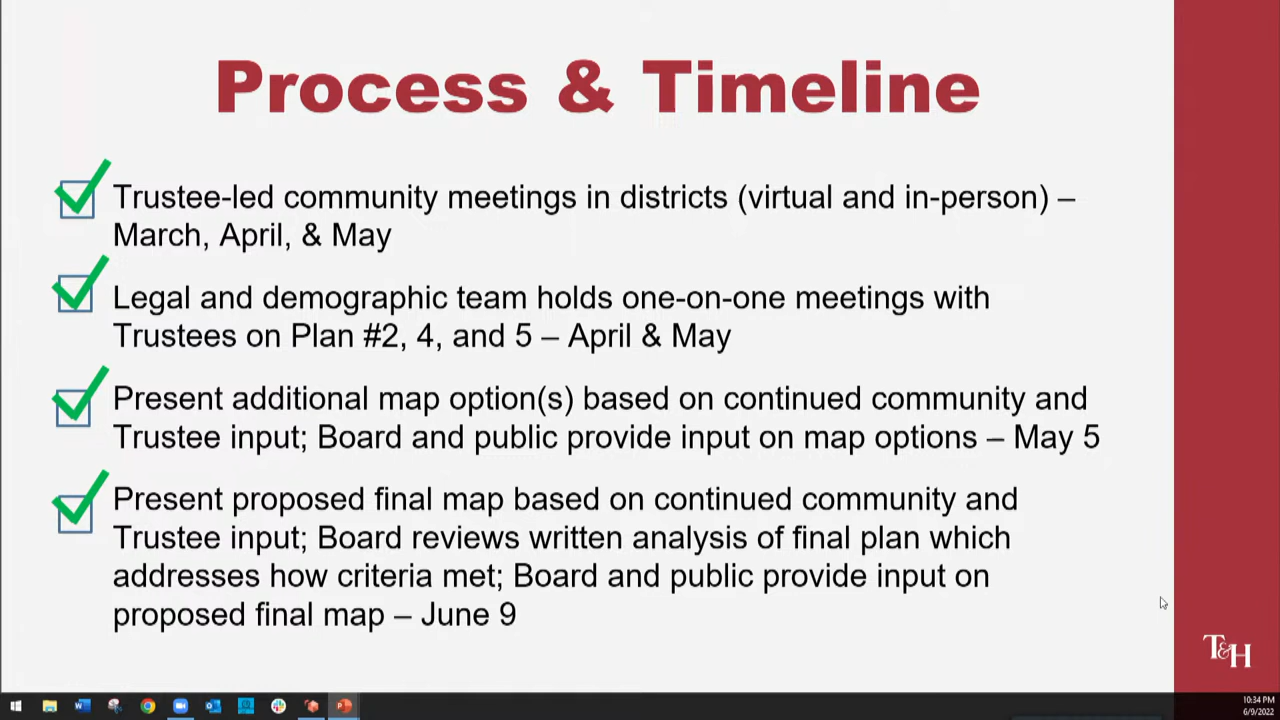 Process & Timeline
Trustee-led community meetings in districts (virtual and in-person) –
March, April, & May
Legal and demographic team holds one-on-one meetings with
Trustees on Plan #2, 4, and 5 – April & May
Present additional map option(s) based on continued community and
Trustee input; Board and public provide input on map options – May 5
Present proposed final map based on continued community and
Trustee input; Board reviews written analysis of final plan which
addresses how criteria met; Board and public provide input on
proposed final map – June 9
T&H
10:34 PM
6/9/2022